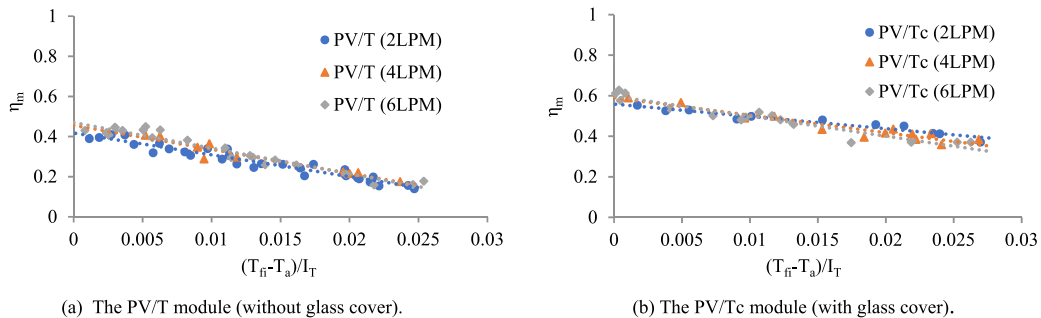 1
0.8
0.6
0.4
0.2
0
η_m
PV/T (2LPM)
PV/T (4LPM)
PV/T (6LPM)
0 0.005 0.01 0.015 0.02 0.025 0.03
(T_fi-T_a)/I_T
(a) The PV/T module (without glass cover).
1
0.8
0.6
0.4
0.2
0
η_m
PV/Tc (2LPM)
PV/Tc (4LPM)
PV/Tc (6LPM)
0 0.005 0.01 0.015 0.02 0.025 0.03
(T_fi-T_a)/I_T
(b) The PV/Tc module (with glass cover).